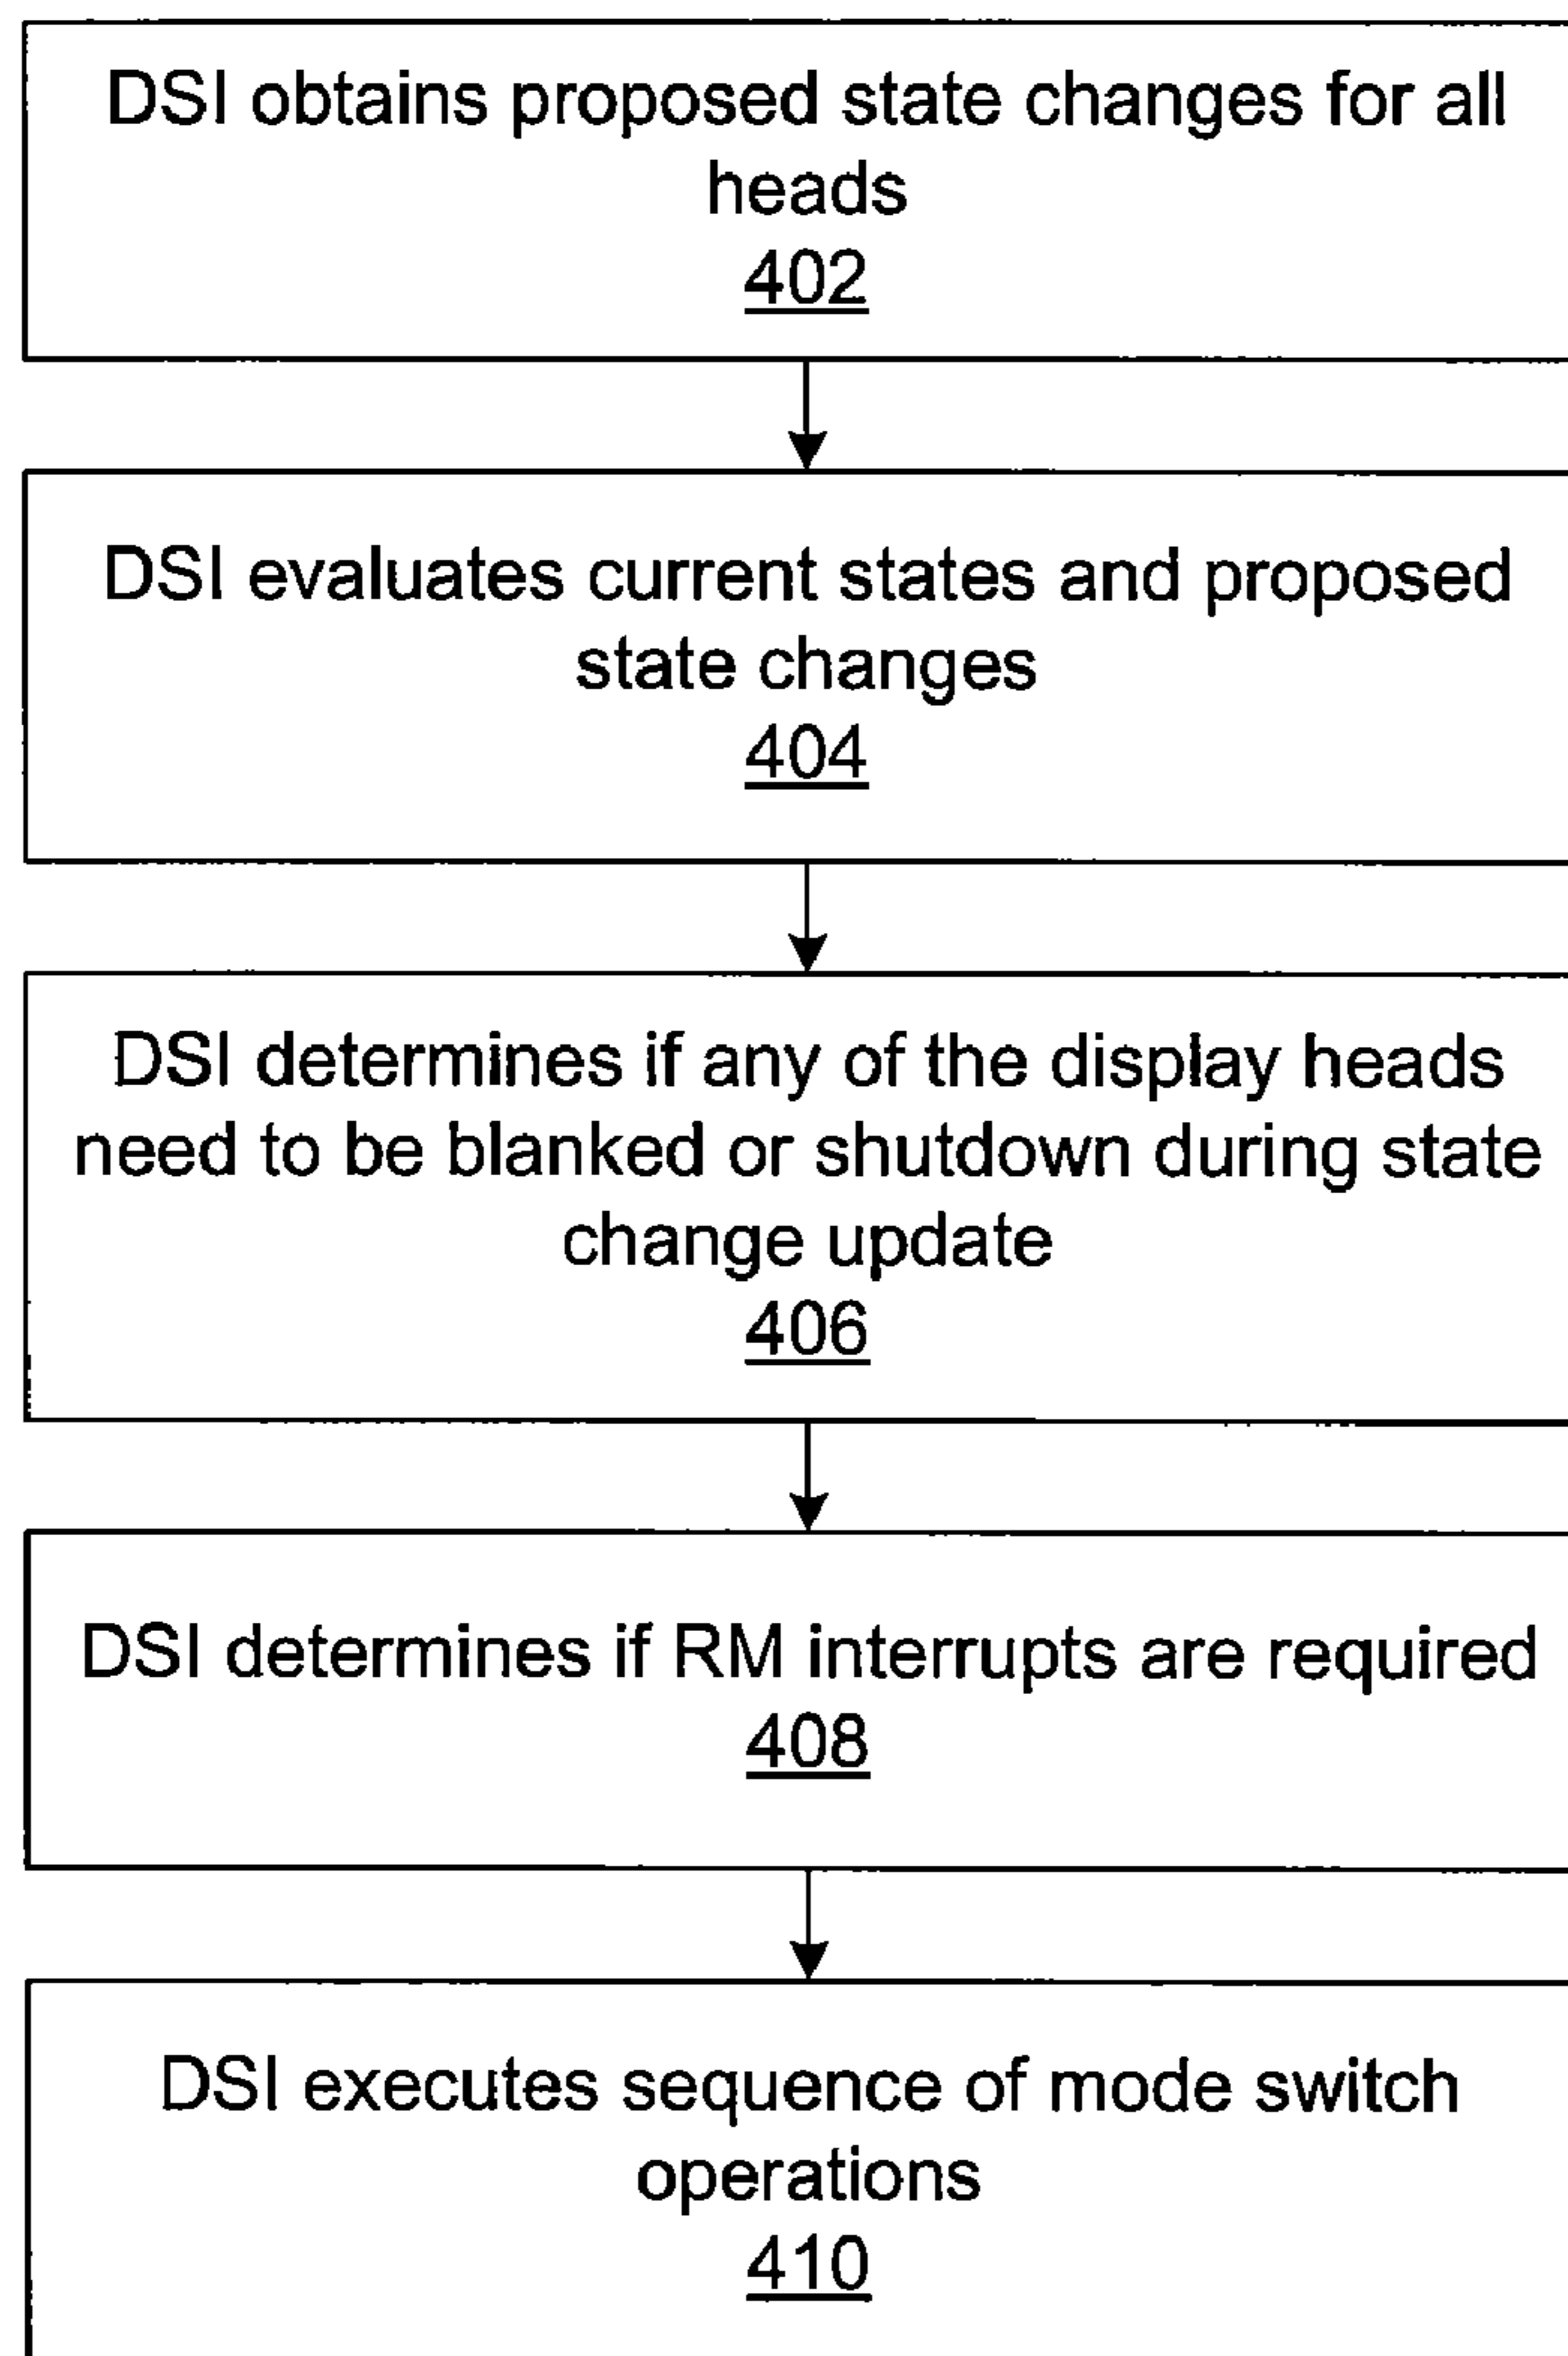 DSI obtains proposed state changes for all
heads
402
DSI evaluates current states and proposed
state changes
404
DSI determines if any of the display heads
need to be blanked or shutdown during state
change update
406
DSI determines if RM interrupts are required
408
DSI executes sequence of mode switch
operations
410